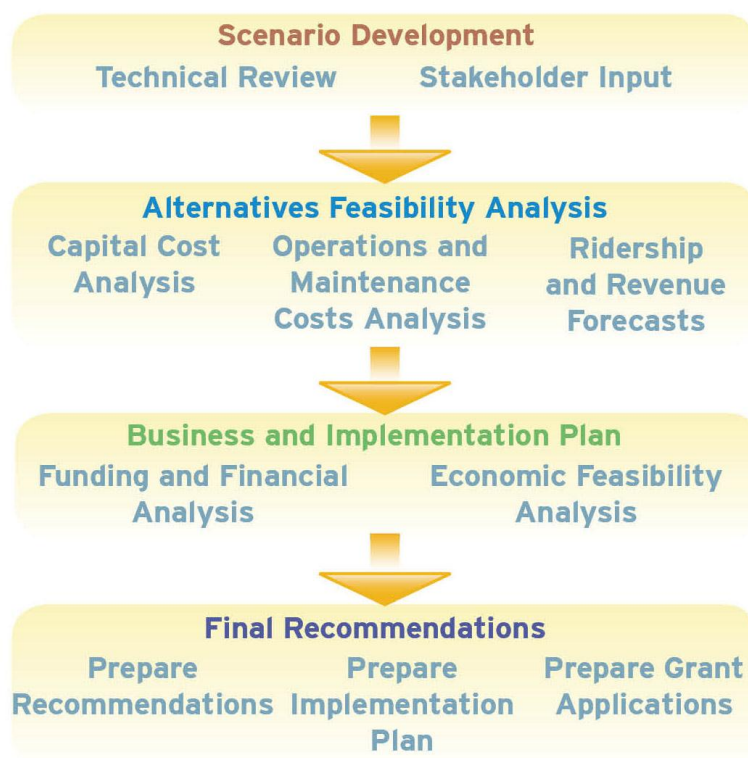 Scenario Development
Technical Review Stakeholder Input
Alternatives Feasibility Analysis
Capital Cost
Analysis
Operations and
Maintenance
Costs Analysis
Ridership
and Revenue
Forecasts
Business and Implementation Plan
Funding and Financial
Analysis
Economic Feasibility
Analysis
Final Recommendations
Prepare
Recommendations
Prepare
Implementation
Plan
Prepare Grant
Applications